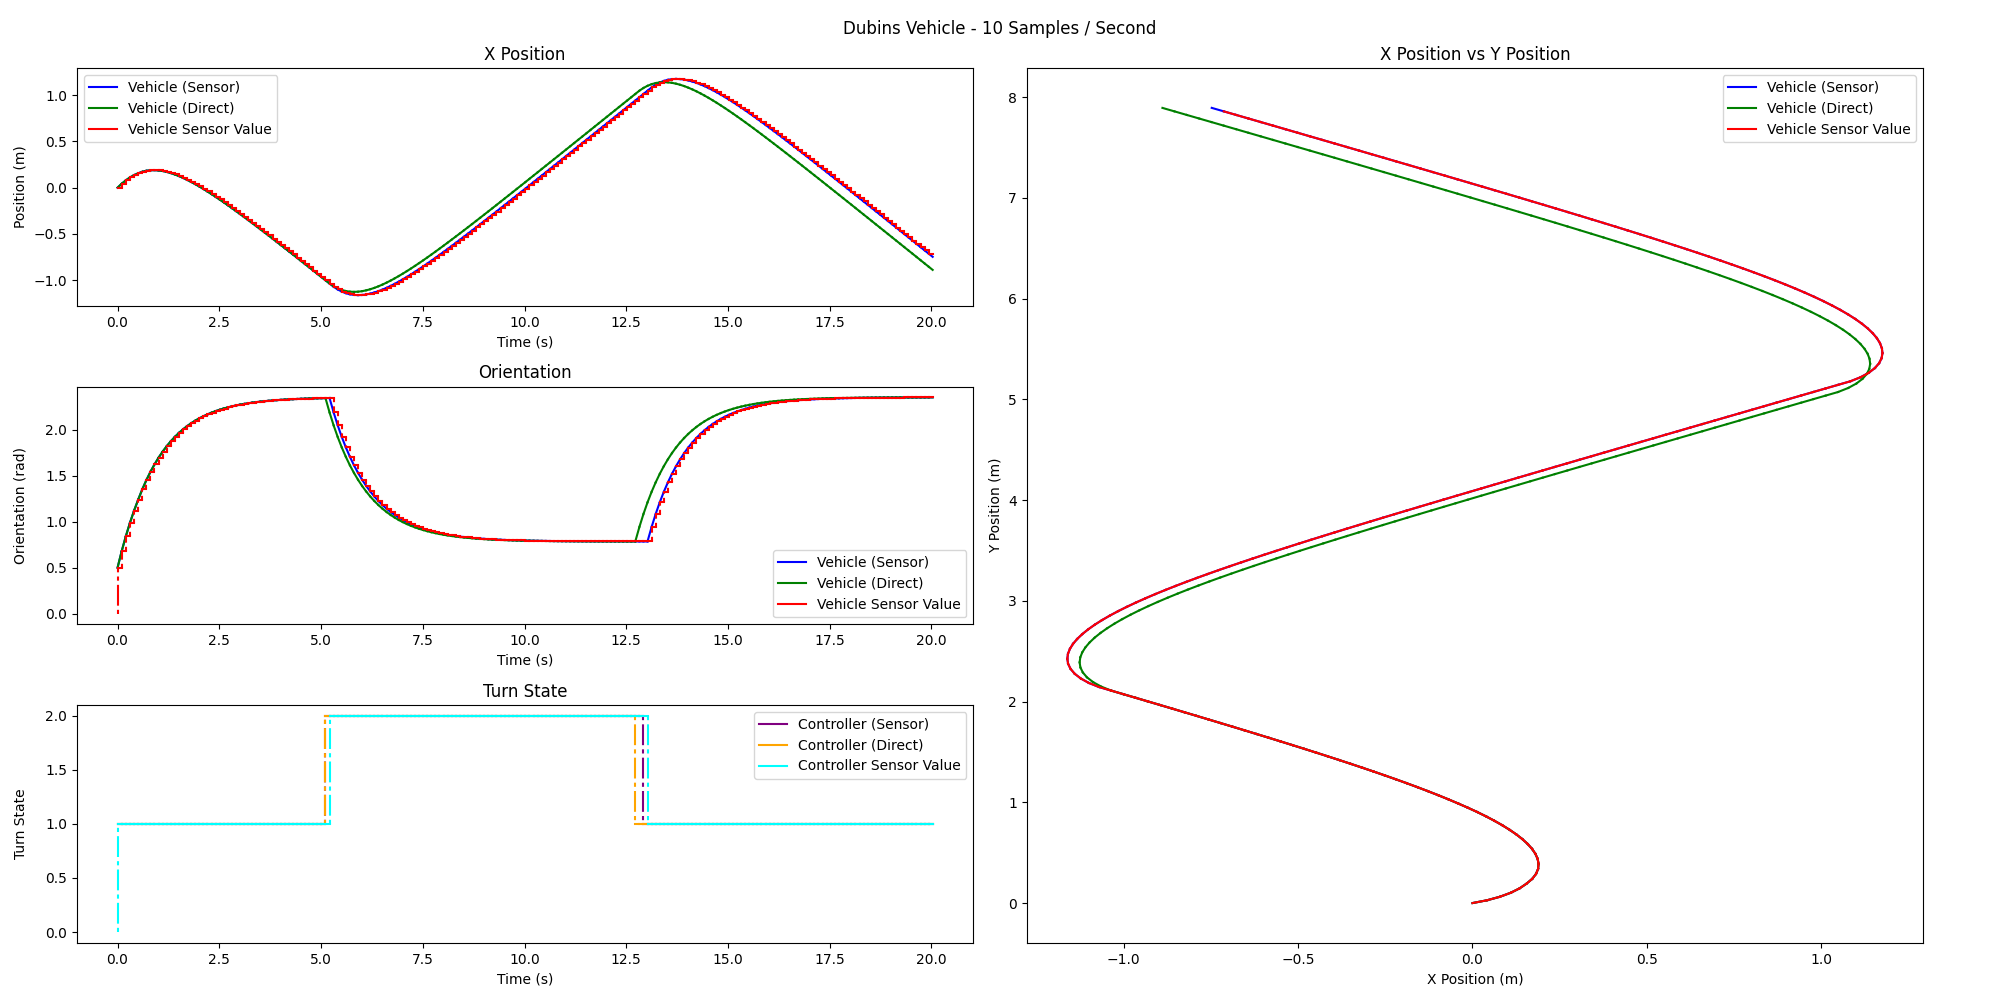 Dubins Vehicle - 10 Samples / Second
X Position
Vehicle (Sensor)
Vehicle (Direct)
Vehicle Sensor Value
Position (m)
1.0
0.5
0.0
−0.5
−1.0
0.0 2.5 5.0 7.5 10.0 12.5 15.0 17.5 20.0
Time (s)
Orientation
Orientation (rad)
2.0
1.5
1.0
0.5
0.0
Vehicle (Sensor)
Vehicle (Direct)
Vehicle Sensor Value
0.0 2.5 5.0 7.5 10.0 12.5 15.0 17.5 20.0
Time (s)
Turn State
Turn State
2.0
1.5
1.0
0.5
0.0
Controller (Sensor)
Controller (Direct)
Controller Sensor Value
0.0 2.5 5.0 7.5 10.0 12.5 15.0 17.5 20.0
Time (s)
X Position vs Y Position
Vehicle (Sensor)
Vehicle (Direct)
Vehicle Sensor Value
Y Position (m)
8
7
6
5
4
3
2
1
0
−1.0 −0.5 0.0 0.5 1.0
X Position (m)